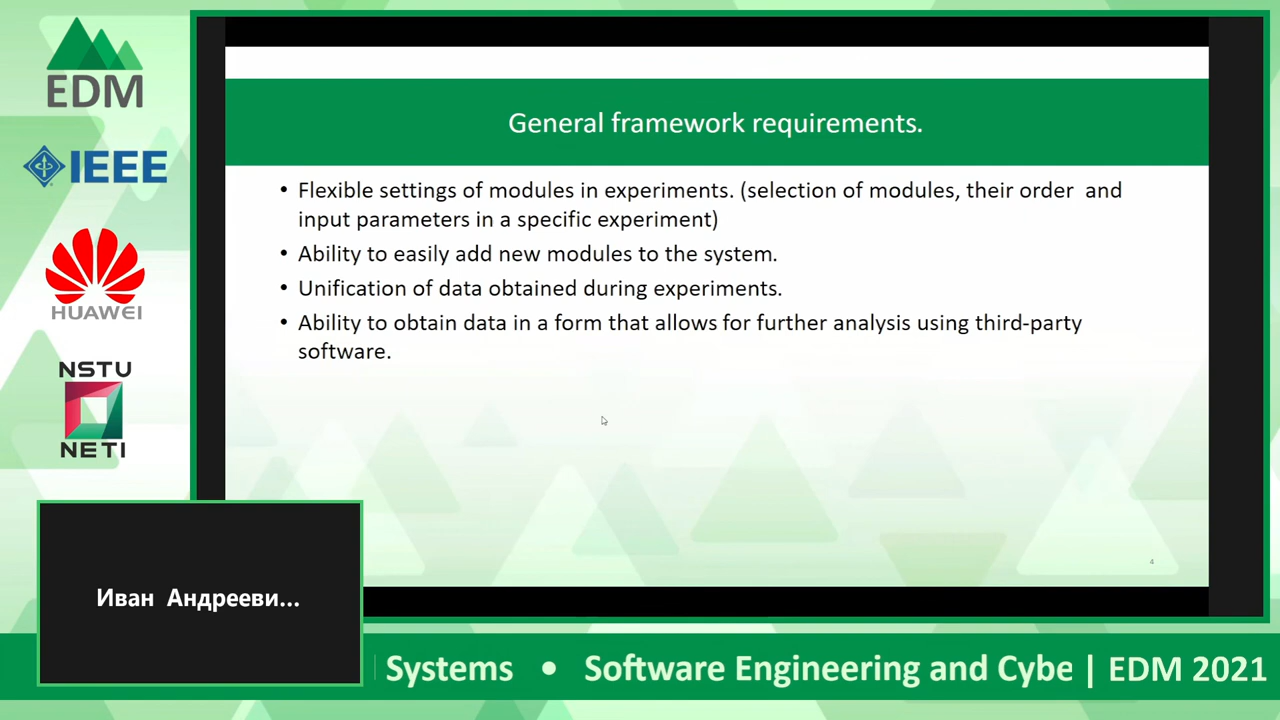 EDM
IEEE
HUAWEI
NSTU
NETI
General framework requirements.
• Flexible settings of modules in experiments. (selection of modules, their order and
input parameters in a specific experiment)
• Ability to easily add new modules to the system.
• Unification of data obtained during experiments.
• Ability to obtain data in a form that allows for further analysis using third-party
software.
4
Иван Андрееви...
Systems • Software Engineering and Cybe | EDM 2021